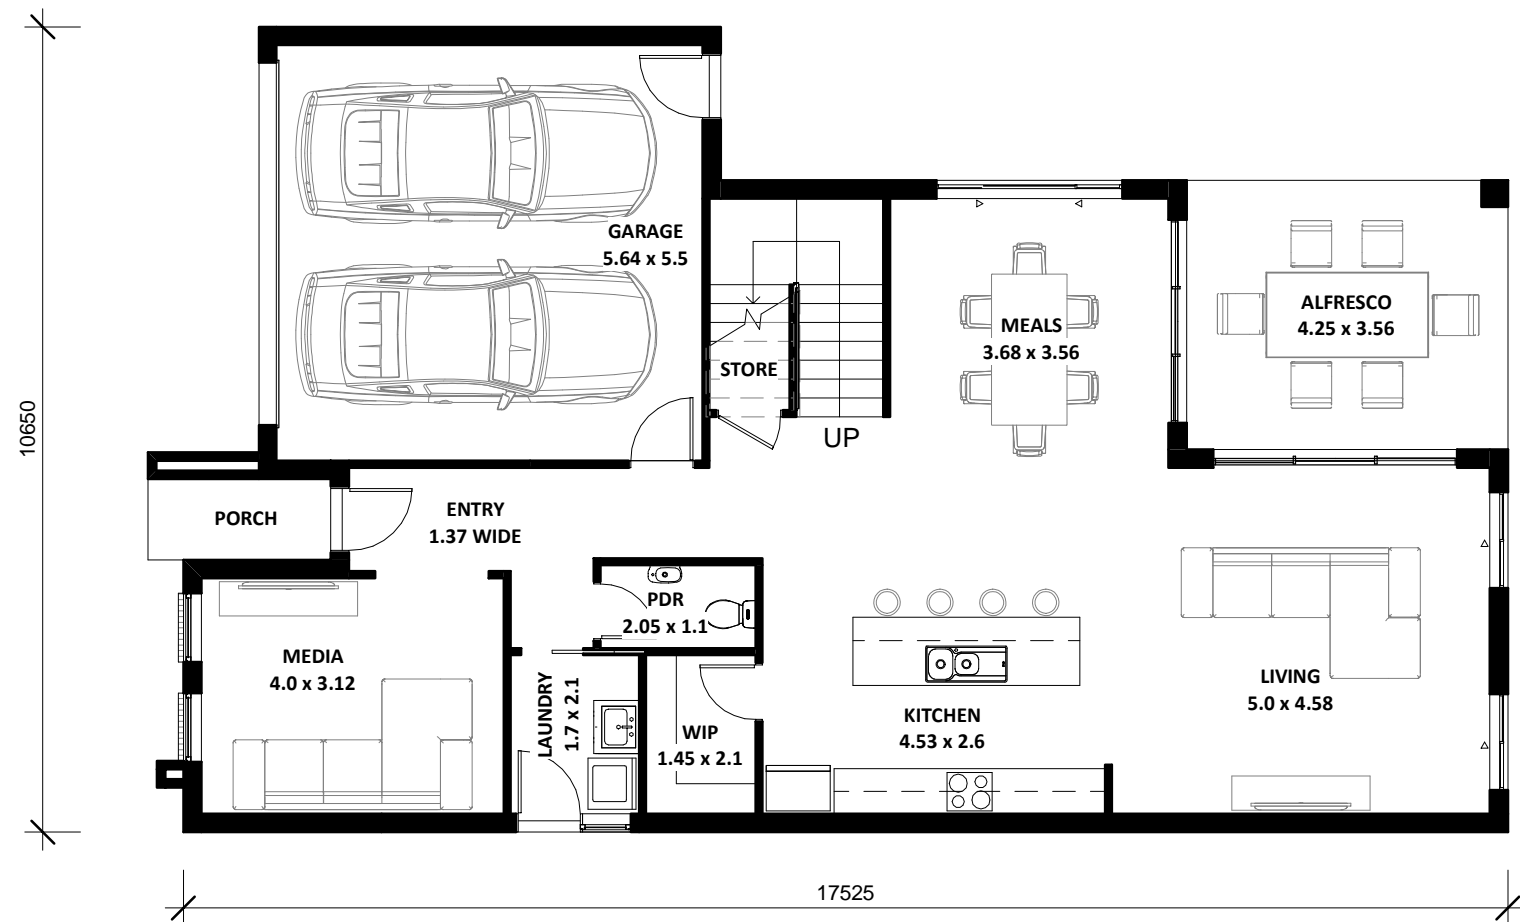 GARAGE
5.64 x 5.5
ALFRESCO
4.25 x 3.56
MEALS
3.68 x 3.56
STORE
UP
10650
PORCH
ENTRY
1.37 WIDE
PDR
2.05 x 1.1
MEDIA
4.0 x 3.12
LAUNDRY
1.7 x 2.1
WIP
1.45 x 2.1
KITCHEN
4.53 x 2.6
LIVING
5.0 x 4.58
17525